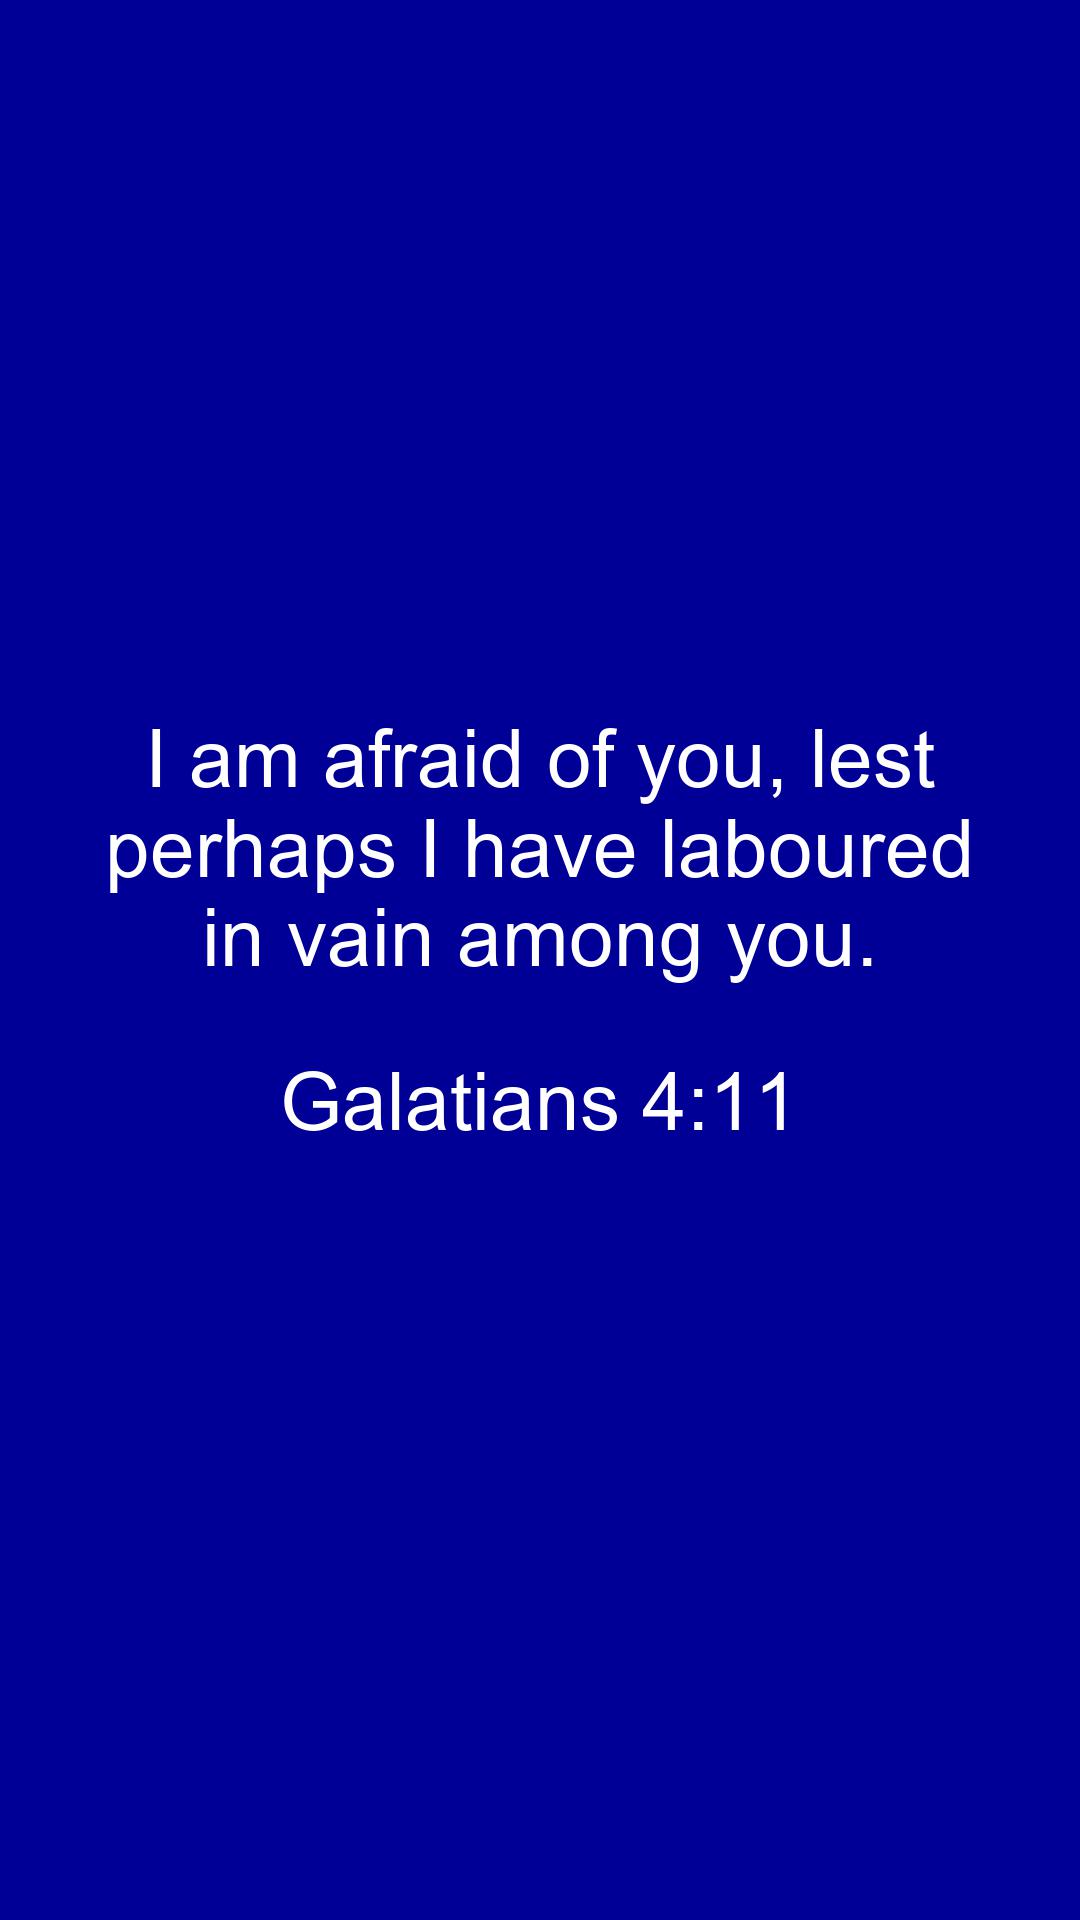 I am afraid of you, lest
perhaps I have laboured
in vain among you.
Galatians 4:11